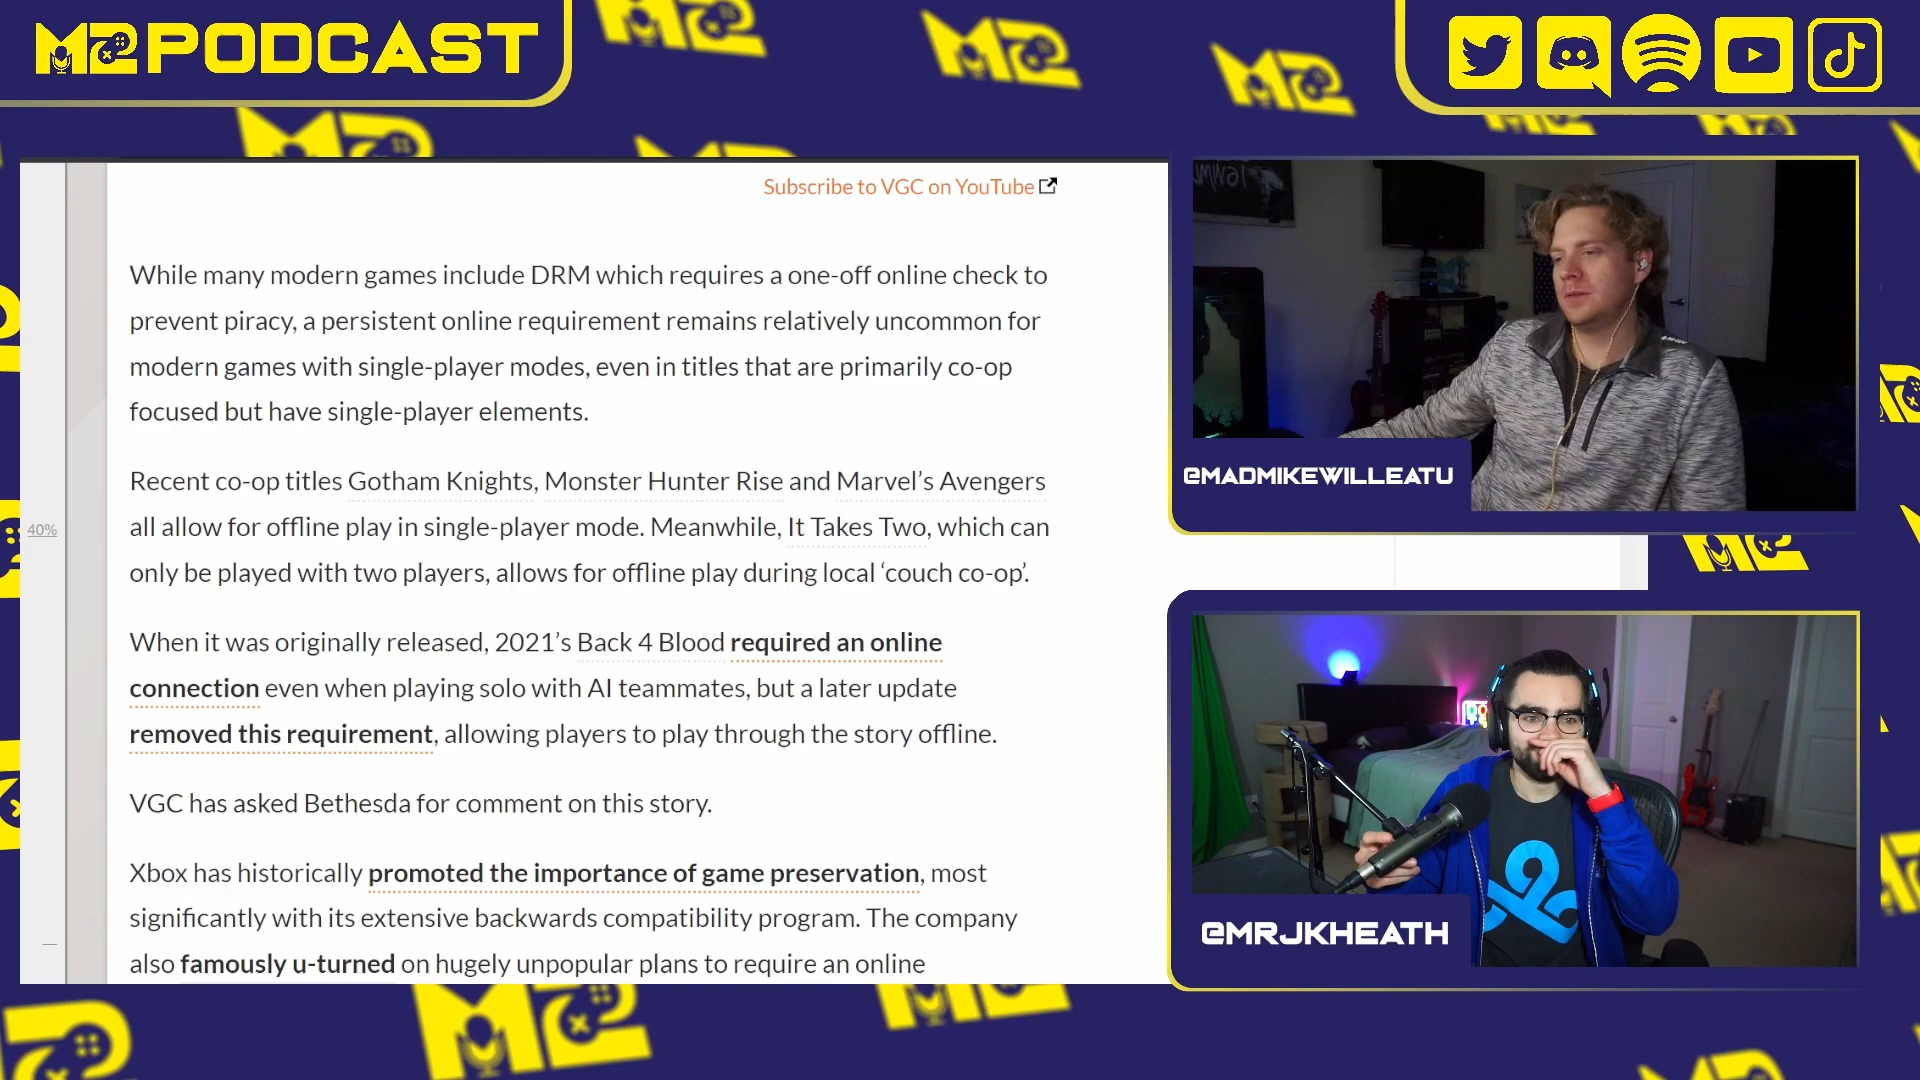 M2 PODCAST
Subscribe to VGC on YouTube
While many modern games include DRM which requires a one-off online check to
prevent piracy, a persistent online requirement remains relatively uncommon for
modern games with single-player modes, even in titles that are primarily co-op
focused but have single-player elements.
Recent co-op titles Gotham Knights, Monster Hunter Rise and Marvel’s Avengers
all allow for offline play in single-player mode. Meanwhile, It Takes Two, which can
only be played with two players, allows for offline play during local ‘couch co-op’.
40%
When it was originally released, 2021’s Back 4 Blood required an online
connection even when playing solo with AI teammates, but a later update
removed this requirement, allowing players to play through the story offline.
VGC has asked Bethesda for comment on this story.
Xbox has historically promoted the importance of game preservation, most
significantly with its extensive backwards compatibility program. The company
also famously u-turned on hugely unpopular plans to require an online
@MADMIKEWILLEATU
@MRJKHEATH